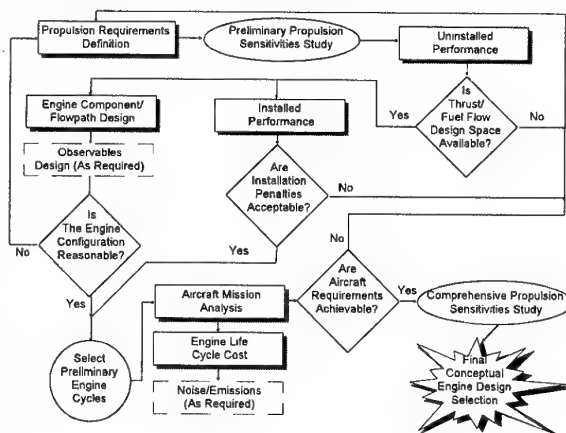 Propulsion Requirements
Definition
Preliminary Propulsion
Sensitivities Study
Uninstalled
Performance
Engine Component/
Flowpath Design
Installed
Performance
Yes
Is
Thrust/
Fuel Flow
Design Space
Available?
No
Observables
Design (As Required)
Are
Installation
Penalties
Acceptable?
No
Is
The Engine
Configuration
Reasonable?
No
Yes
No
Yes
Aircraft Mission
Analysis
Are
Aircraft
Requirements
Achievable?
Yes
Comprehensive Propulsion
Sensitivities Study
Select
Preliminary
Engine
Cycles
Engine Life
Cycle Cost
Noise/Emissions
(As Required)
Final
Conceptual
Engine Design
Selection